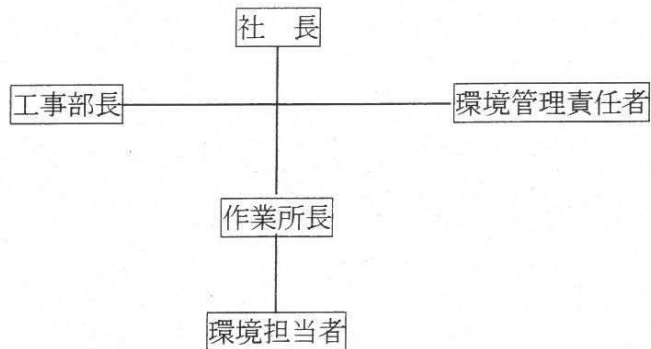 社　長
工事部長
環境管理責任者
作業所長
環境担当者